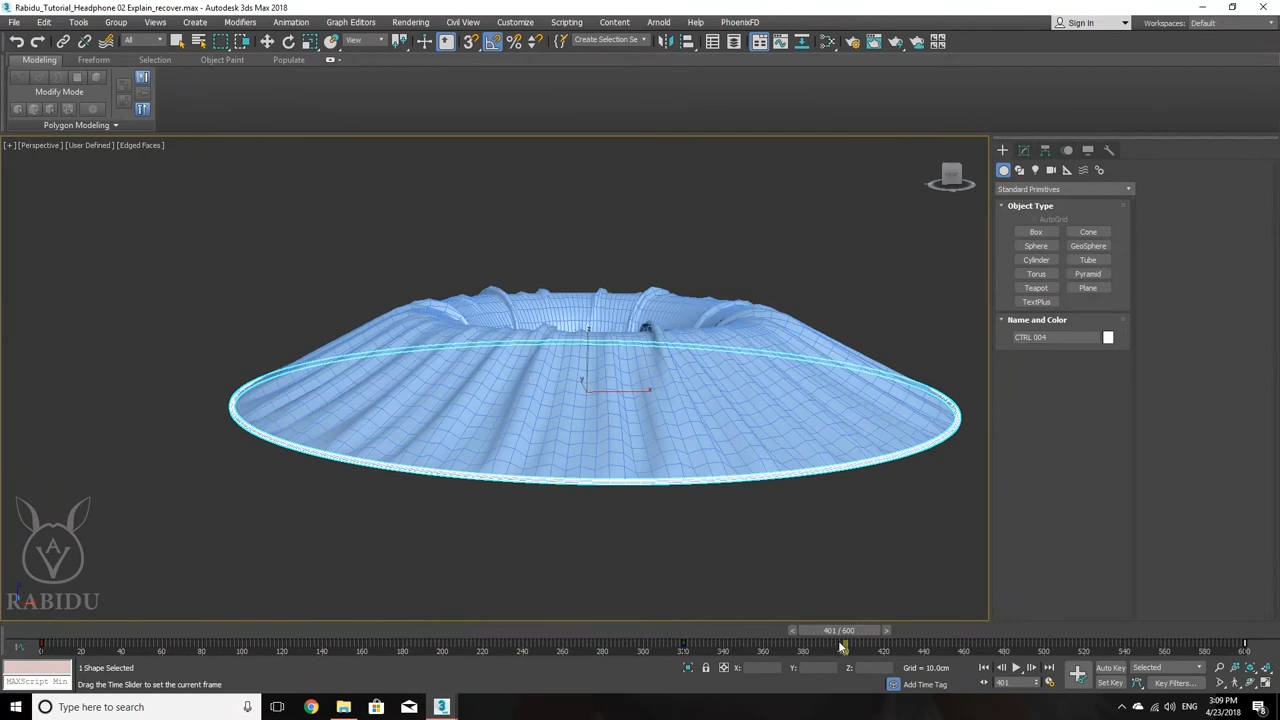 Rabidu_Tutorial_Headphone 02 Explain_recover.max - Autodesk 3ds Max 2018
File Edit Tools Group Views Create Modifiers Animation Graph Editors Rendering Civil View Customize Scripting Content Arnold Help PhoenixFD
Sign In Workspaces: Default
All View Create Selection Se
Modeling Freeform Selection Object Paint Populate
Modify Mode
Polygon Modeling
[+] [Perspective] [User Defined] [Edged Faces]
FRONT
Standard Primitives
Object Type
AutoGrid
Box Cone
Sphere GeoSphere
Cylinder Tube
Torus Pyramid
Teapot Plane
TextPlus
Name and Color
CTRL 004
z
y
x
A
RABIDU
< 401 / 600 >
0 20 40 60 80 100 120 140 160 180 200 220 240 260 280 300 320 340 360 380 400 420 440 460 480 500 520 540 560 580 600
1 Shape Selected X: Y: Z: Grid = 10.0cm Auto Key Selected
MAXScript Min Drag the Time Slider to set the current frame Add Time Tag 401 Set Key Key Filters...
Type here to search
ENG 3:09 PM
4/23/2018